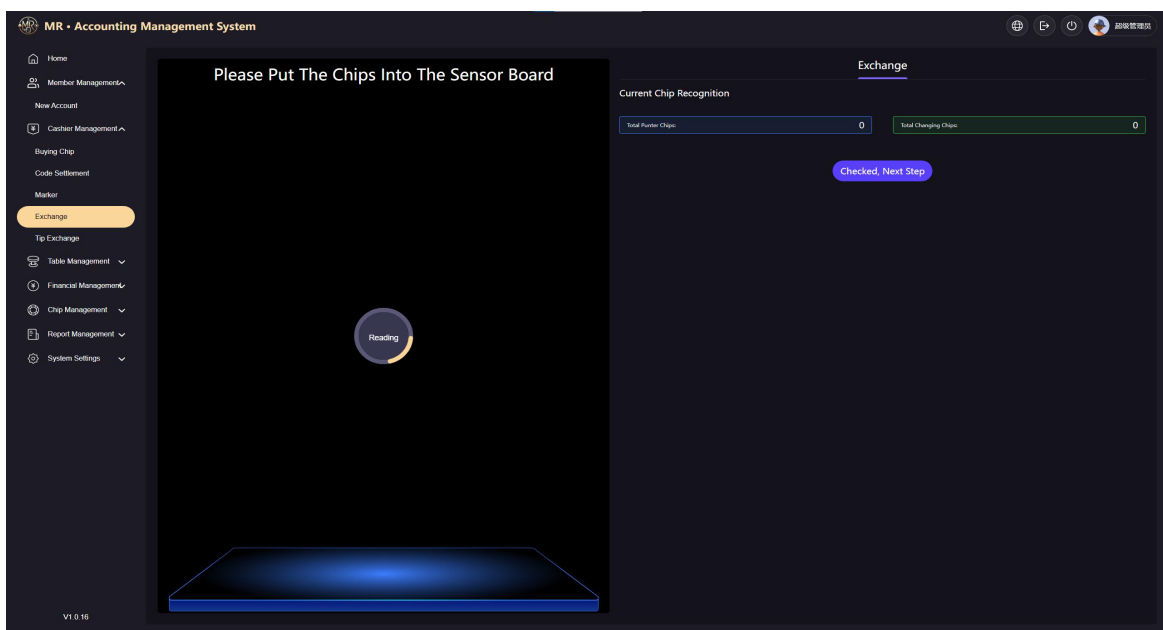 MR • Accounting Management System
超级管理员
Home
Member Management
New Account
Cashier Management
Buying Chip
Code Settlement
Marker
Exchange
Tip Exchange
Table Management
Financial Management
Chip Management
Report Management
System Settings
V1.0.16
Please Put The Chips Into The Sensor Board
Reading
Exchange
Current Chip Recognition
Total Punter Chips: 0
Total Changing Chips: 0
Checked, Next Step